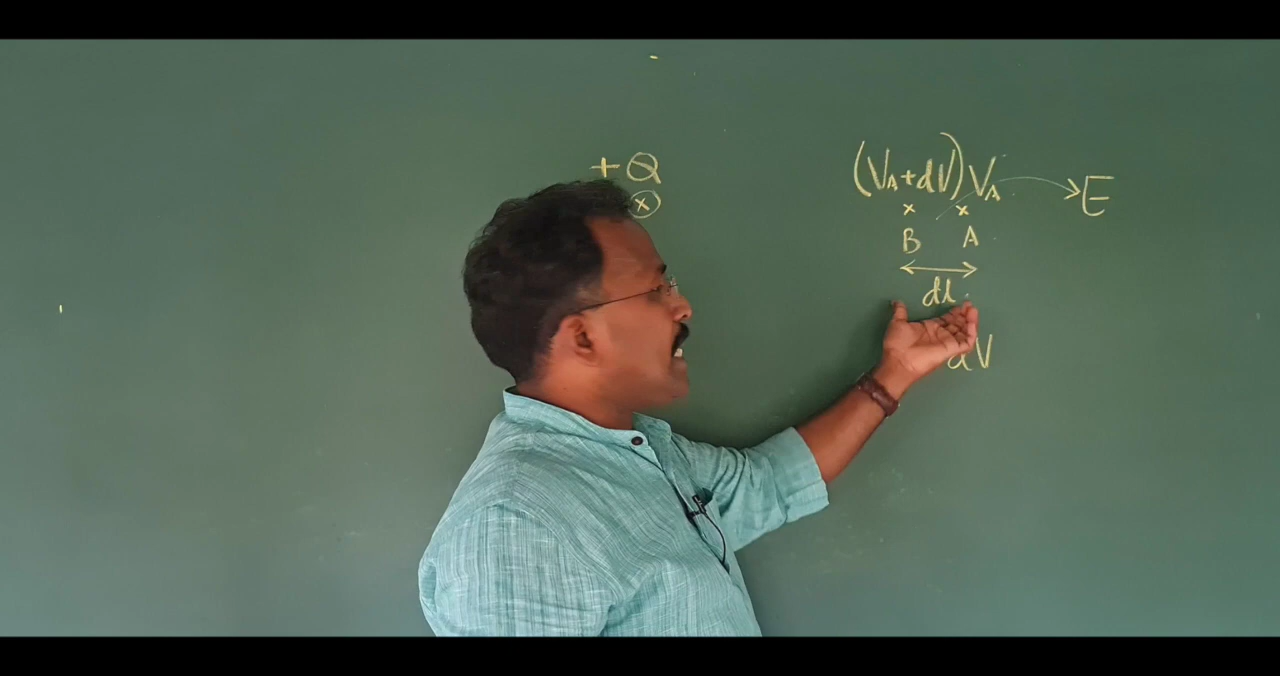 +Q
(V_A+dV) V_A → E
× × ×
B A
dl
dV